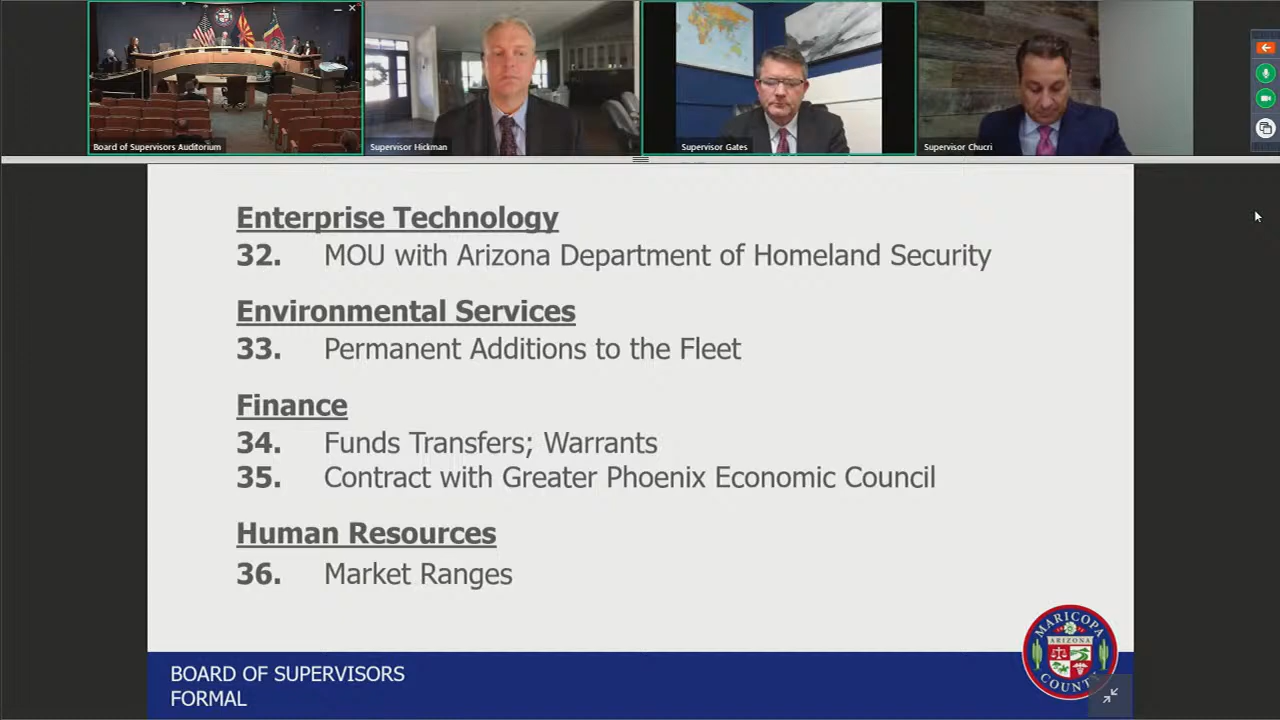 Board of Supervisors Auditorium
Supervisor Hickman
Supervisor Gates
Supervisor Chucri
Enterprise Technology
32. MOU with Arizona Department of Homeland Security
Environmental Services
33. Permanent Additions to the Fleet
Finance
34. Funds Transfers; Warrants
35. Contract with Greater Phoenix Economic Council
Human Resources
36. Market Ranges
MARICOPA
ARIZONA
COUNTY
BOARD OF SUPERVISORS
FORMAL